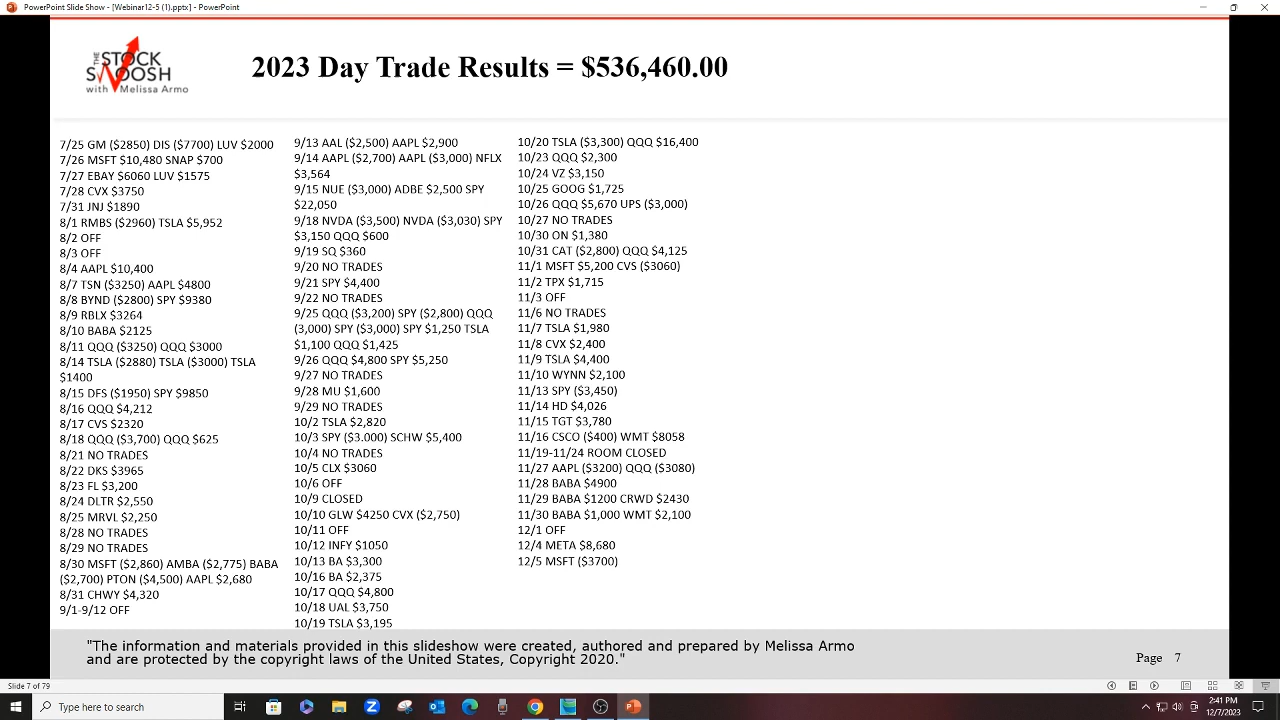 PowerPoint Slide Show - [Webinar12-5 (1).pptx] - PowerPoint
THE STOCK SWOOSH
with Melissa Armo
2023 Day Trade Results = $536,460.00
7/25 GM ($2850) DIS ($7700) LUV $2000
7/26 MSFT $10,480 SNAP $700
7/27 EBAY $6060 LUV $1575
7/28 CVX $3750
7/31 JNJ $1890
8/1 RMBS ($2960) TSLA $5,952
8/2 OFF
8/3 OFF
8/4 AAPL $10,400
8/7 TSN ($3250) AAPL $4800
8/8 BYND ($2800) SPY $9380
8/9 RBLX $3264
8/10 BABA $2125
8/11 QQQ ($3250) QQQ $3000
8/14 TSLA ($2880) TSLA ($3000) TSLA
$1400
8/15 DFS ($1950) SPY $9850
8/16 QQQ $4,212
8/17 CVS $2320
8/18 QQQ ($3,700) QQQ $625
8/21 NO TRADES
8/22 DKS $3965
8/23 FL $3,200
8/24 DLTR $2,550
8/25 MRVL $2,250
8/28 NO TRADES
8/29 NO TRADES
8/30 MSFT ($2,860) AMBA ($2,775) BABA
($2,700) PTON ($4,500) AAPL $2,680
8/31 CHWY $4,320
9/1-9/12 OFF
9/13 AAL ($2,500) AAPL $2,900
9/14 AAPL ($2,700) AAPL ($3,000) NFLX
$3,564
9/15 NUE ($3,000) ADBE $2,500 SPY
$22,050
9/18 NVDA ($3,500) NVDA ($3,030) SPY
$3,150 QQQ $600
9/19 SQ $360
9/20 NO TRADES
9/21 SPY $4,400
9/22 NO TRADES
9/25 QQQ ($3,200) SPY ($2,800) QQQ
(3,000) SPY ($3,000) SPY $1,250 TSLA
$1,100 QQQ $1,425
9/26 QQQ $4,800 SPY $5,250
9/27 NO TRADES
9/28 MU $1,600
9/29 NO TRADES
10/2 TSLA $2,820
10/3 SPY ($3.000) SCHW $5,400
10/4 NO TRADES
10/5 CLX $3060
10/6 OFF
10/9 CLOSED
10/10 GLW $4250 CVX ($2,750)
10/11 OFF
10/12 INFY $1050
10/13 BA $3,300
10/16 BA $2,375
10/17 QQQ $4,800
10/18 UAL $3,750
10/19 TSLA $3,195
10/20 TSLA ($3,300) QQQ $16,400
10/23 QQQ $2,300
10/24 VZ $3,150
10/25 GOOG $1,725
10/26 QQQ $5,670 UPS ($3,000)
10/27 NO TRADES
10/30 ON $1,380
10/31 CAT ($2,800) QQQ $4,125
11/1 MSFT $5,200 CVS ($3060)
11/2 TPX $1,715
11/3 OFF
11/6 NO TRADES
11/7 TSLA $1,980
11/8 CVX $2,400
11/9 TSLA $4,400
11/10 WYNN $2,100
11/13 SPY ($3,450)
11/14 HD $4,026
11/15 TGT $3,780
11/16 CSCO ($400) WMT $8058
11/19-11/24 ROOM CLOSED
11/27 AAPL ($3200) QQQ ($3080)
11/28 BABA $4900
11/29 BABA $1200 CRWD $2430
11/30 BABA $1,000 WMT $2,100
12/1 OFF
12/4 META $8,680
12/5 MSFT ($3700)
"The information and materials provided in this slideshow were created, authored and prepared by Melissa Armo
and are protected by the copyright laws of the United States, Copyright 2020."
Page 7
Slide 7 of 79
Type here to search
2:41 PM
12/7/2023